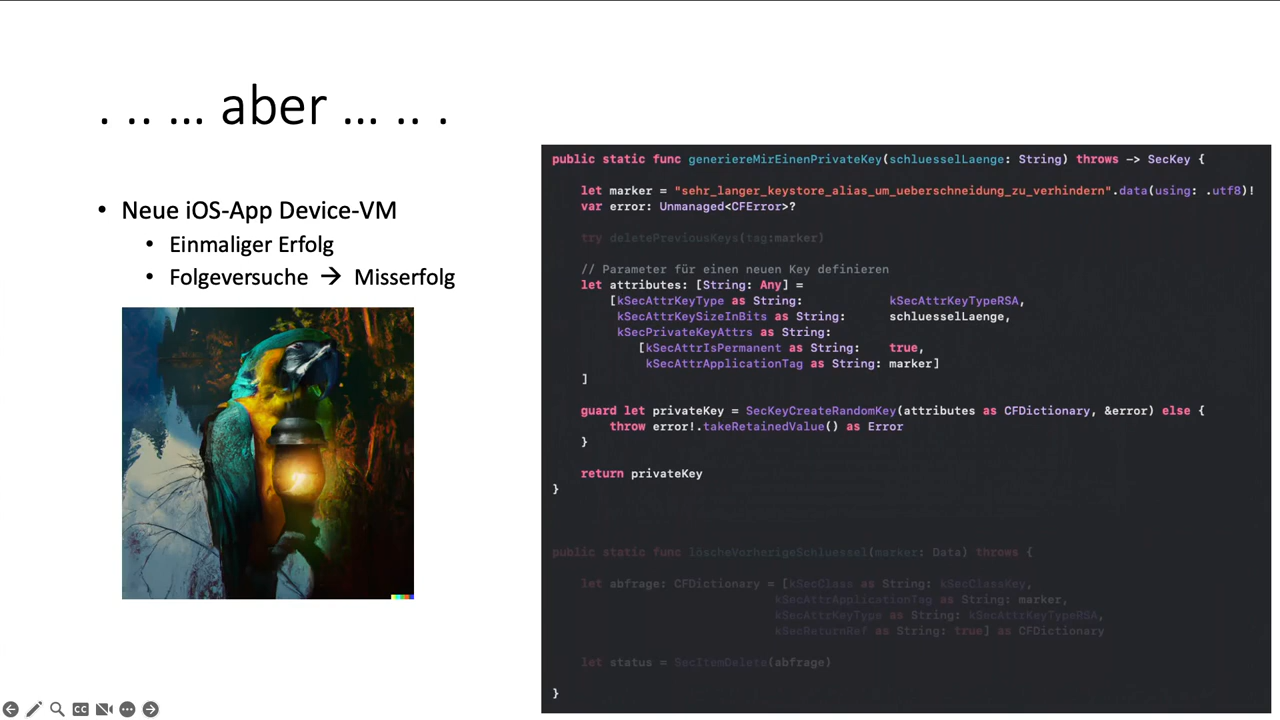 . .. ... aber ... .. .
• Neue iOS-App Device-VM
• Einmaliger Erfolg
• Folgeversuche → Misserfolg
public static func generiereMirEinenPrivateKey(schluesselLaenge: String) throws -> SecKey {
let marker = "sehr_langer_keystore_alias_um_ueberschneidung_zu_verhindern".data(using: .utf8)!
var error: Unmanaged<CFError>?
try deletePreviousKeys(tag:marker)
// Parameter für einen neuen Key definieren
let attributes: [String: Any] =
[kSecAttrKeyType as String: kSecAttrKeyTypeRSA,
kSecAttrKeySizeInBits as String: schluesselLaenge,
kSecPrivateKeyAttrs as String:
[kSecAttrIsPermanent as String: true,
kSecAttrApplicationTag as String: marker]
]
guard let privateKey = SecKeyCreateRandomKey(attributes as CFDictionary, &error) else {
throw error!.takeRetainedValue() as Error
}
return privateKey
}
public static func löscheVorherigeSchluessel(marker: Data) throws {
let abfrage: CFDictionary = [kSecClass as String: kSecClassKey,
kSecAttrApplicationTag as String: marker,
kSecAttrKeyType as String: kSecAttrKeyTypeRSA,
kSecReturnRef as String: true] as CFDictionary
let status = SecItemDelete(abfrage)
}
CC